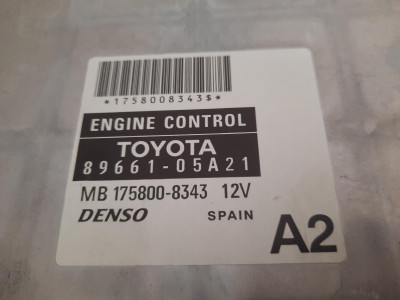 *1758008343$*
ENGINE CONTROL
TOYOTA
89661-05A21
MB 175800-8343 12V
DENSO SPAIN
A2